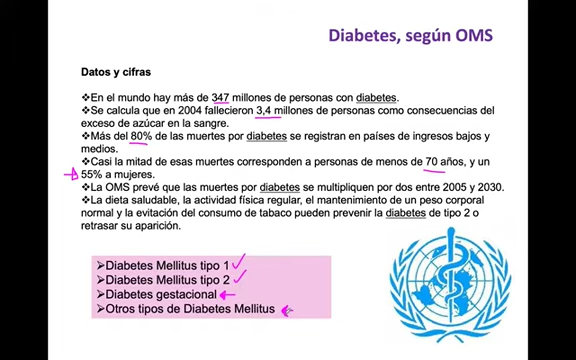 Diabetes, según OMS
Datos y cifras
❖En el mundo hay más de 347 millones de personas con diabetes.
❖Se calcula que en 2004 fallecieron 3,4 millones de personas como consecuencias del
exceso de azúcar en la sangre.
❖Más del 80% de las muertes por diabetes se registran en países de ingresos bajos y
medios.
❖Casi la mitad de esas muertes corresponden a personas de menos de 70 años, y un
55% a mujeres.
❖La OMS prevé que las muertes por diabetes se multipliquen por dos entre 2005 y 2030.
❖La dieta saludable, la actividad física regular, el mantenimiento de un peso corporal
normal y la evitación del consumo de tabaco pueden prevenir la diabetes de tipo 2 o
retrasar su aparición.
➢Diabetes Mellitus tipo 1
➢Diabetes Mellitus tipo 2
➢Diabetes gestacional
➢Otros tipos de Diabetes Mellitus